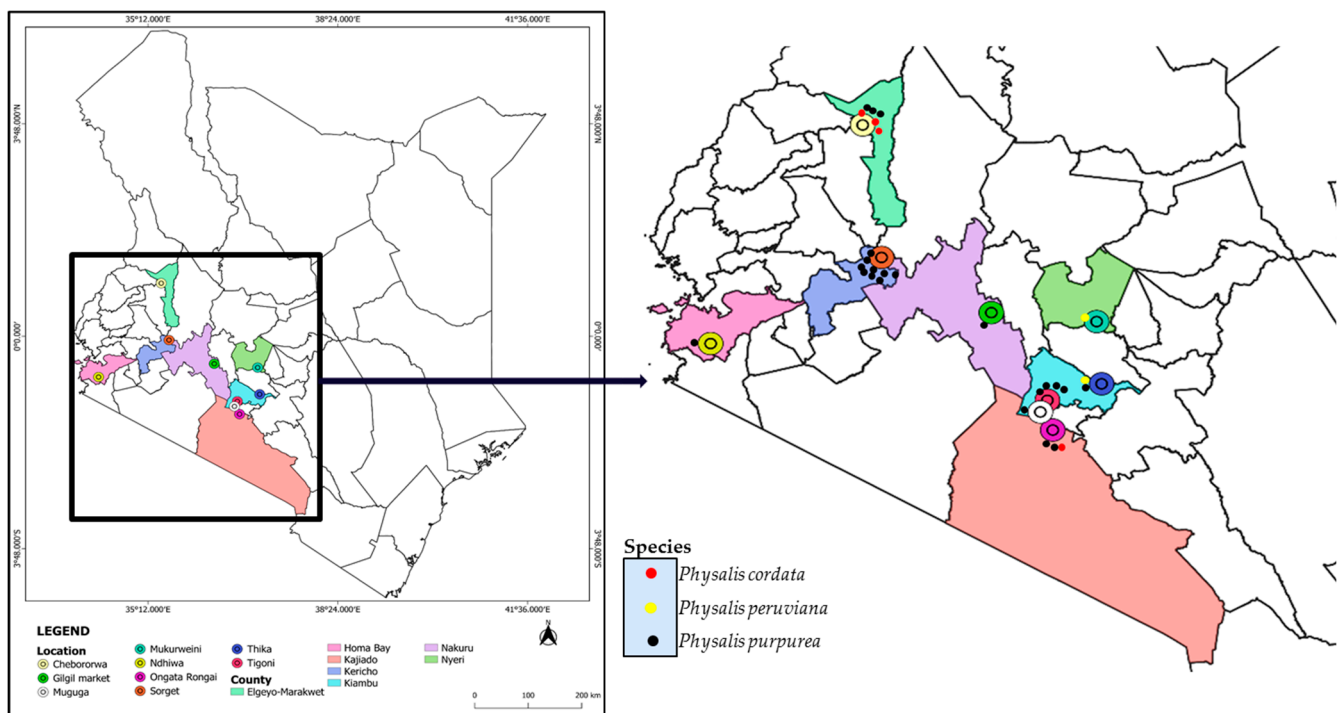 35°12.000'E 38°24.000'E 41°36.000'E
3°48.000'N 3°48.000'N
0°0.000' 0°0.000'
3°48.000'S 3°48.000'S
35°12.000'E 38°24.000'E 41°36.000'E
LEGEND
Location
Chebororwa
Gilgil market
Muguga
Mukurweini
Ndhiwa
Sorget
Thika
Tigoni
Ongata Rongai
County
Elgeyo-Marakwet
Homa Bay
Kajiado
Kericho
Kiambu
Nakuru
Nyeri
N
0 100 200 km
Species
Physalis cordata
Physalis peruviana
Physalis purpurea